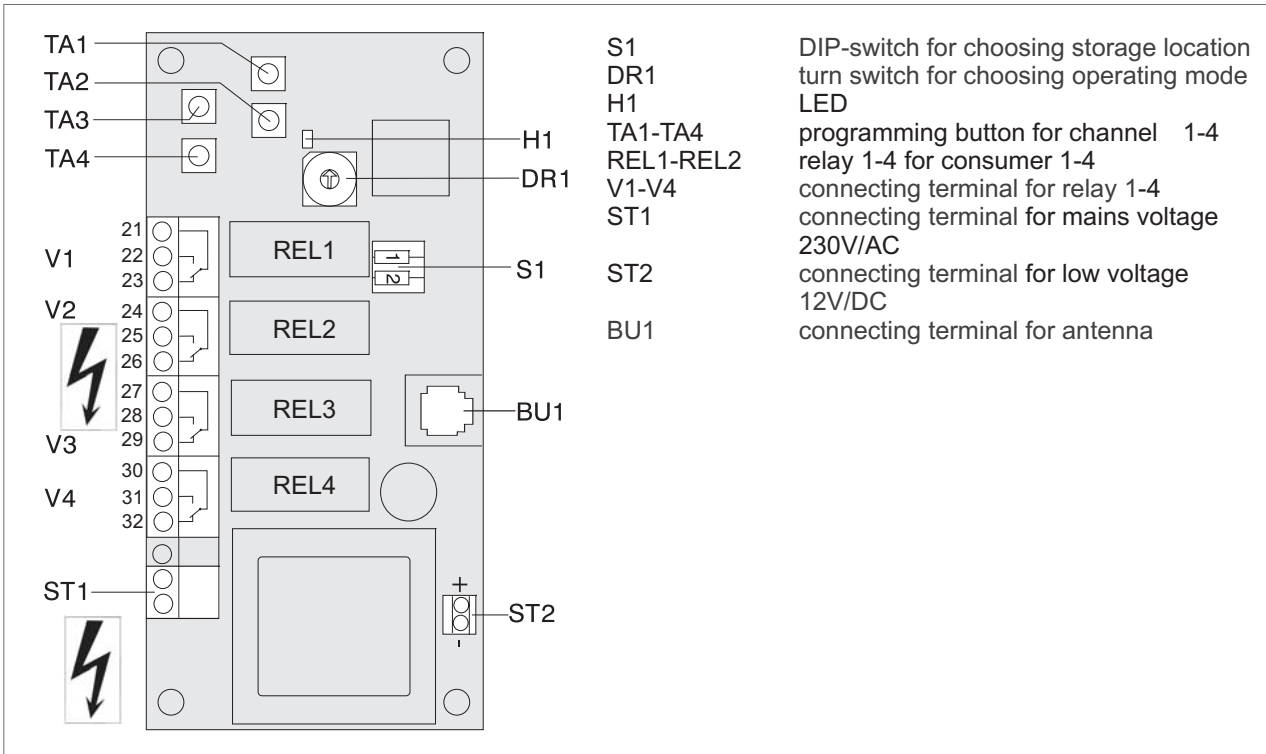 TA1
TA2
TA3
TA4
H1
DR1
21
22
23
V1
REL1
1
2
S1
V2
24
25
26
REL2
27
28
29
V3
REL3
BU1
30
31
32
V4
REL4
ST1
+
-
ST2
S1 DIP-switch for choosing storage location
DR1 turn switch for choosing operating mode
H1 LED
TA1-TA4 programming button for channel 1-4
REL1-REL2 relay 1-4 for consumer 1-4
V1-V4 connecting terminal for relay 1-4
ST1 connecting terminal for mains voltage
230V/AC
ST2 connecting terminal for low voltage
12V/DC
BU1 connecting terminal for antenna